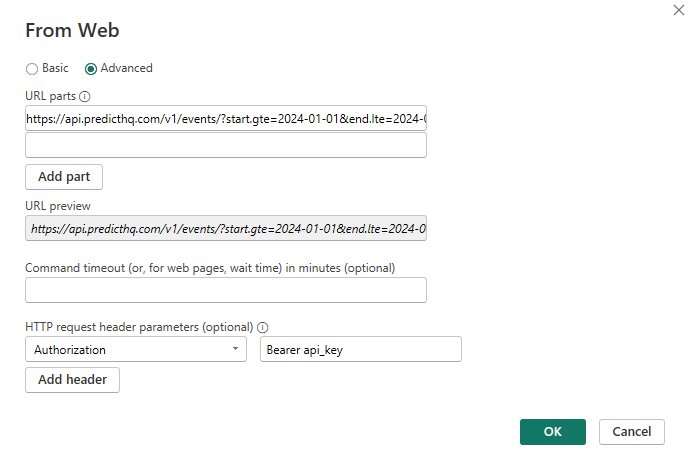 From Web
Basic Advanced
URL parts
https://api.predicthq.com/v1/events/?start.gte=2024-01-01&end.lte=2024-0
Add part
URL preview
https://api.predicthq.com/v1/events/?start.gte=2024-01-01&end.lte=2024-0
Command timeout (or, for web pages, wait time) in minutes (optional)
HTTP request header parameters (optional)
Authorization Bearer api_key
Add header
OK Cancel